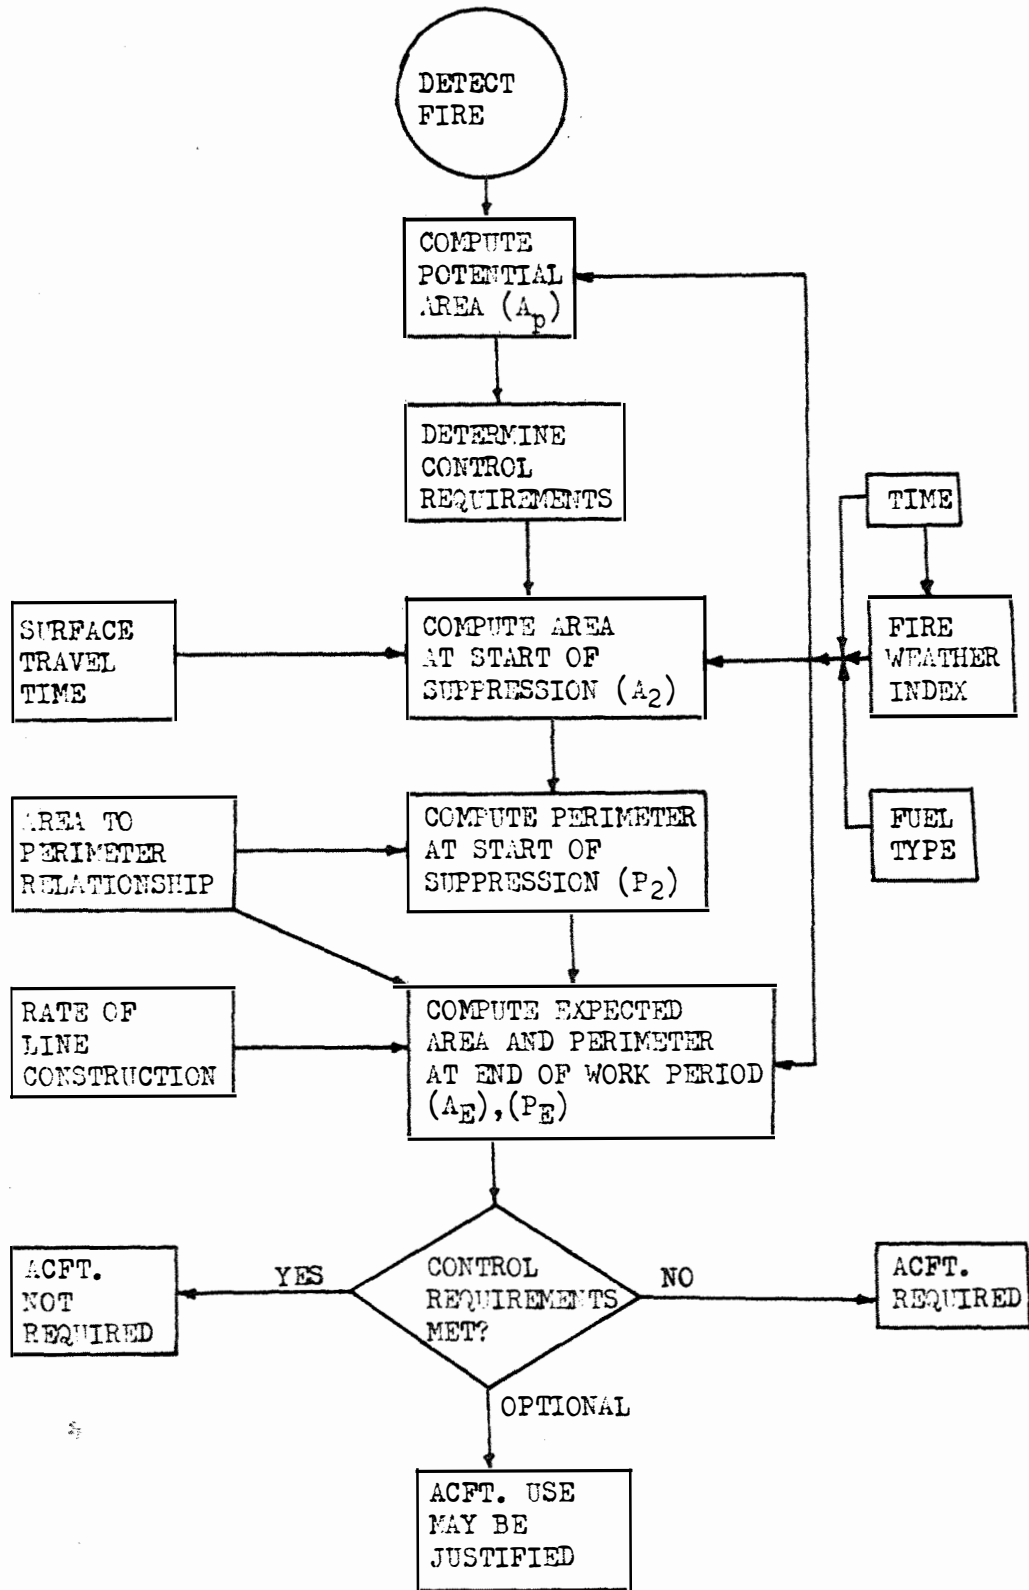 DETECT
FIRE
COMPUTE
POTENTIAL
AREA (Ap)
DETERMINE
CONTROL
REQUIREMENTS
TIME
SURFACE
TRAVEL
TIME
COMPUTE AREA
AT START OF
SUPPRESSION (A2)
FIRE
WEATHER
INDEX
AREA TO
PERIMETER
RELATIONSHIP
COMPUTE PERIMETER
AT START OF
SUPPRESSION (P2)
FUEL
TYPE
RATE OF
LINE
CONSTRUCTION
COMPUTE EXPECTED
AREA AND PERIMETER
AT END OF WORK PERIOD
(AE),(PE)
ACFT.
NOT
REQUIRED
YES
CONTROL
REQUIREMENTS
MET?
NO
ACFT.
REQUIRED
OPTIONAL
ACFT. USE
MAY BE
JUSTIFIED